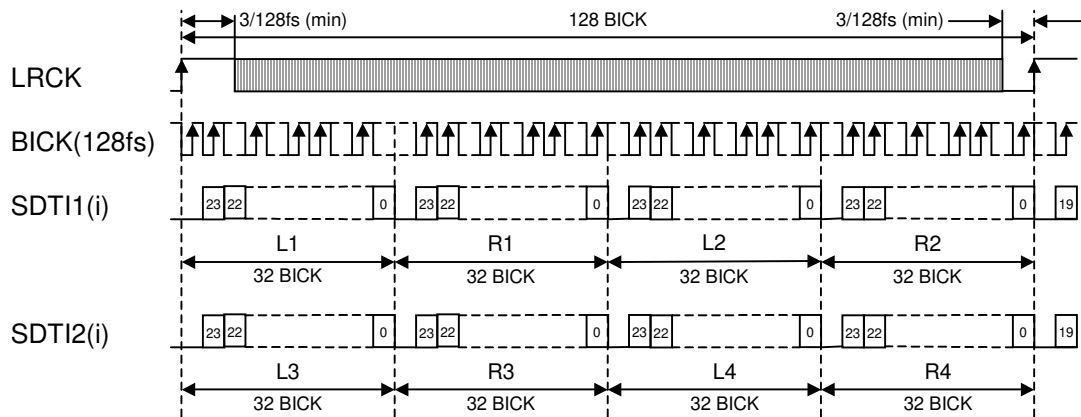 3/128fs (min) 128 BICK 3/128fs (min)
LRCK
BICK(128fs)
SDTI1(i) 23 22 0 23 22 0 23 22 0 23 22 0 19
L1 R1 L2 R2
32 BICK 32 BICK 32 BICK 32 BICK
SDTI2(i) 23 22 0 23 22 0 23 22 0 23 22 0 19
L3 R3 L4 R4
32 BICK 32 BICK 32 BICK 32 BICK